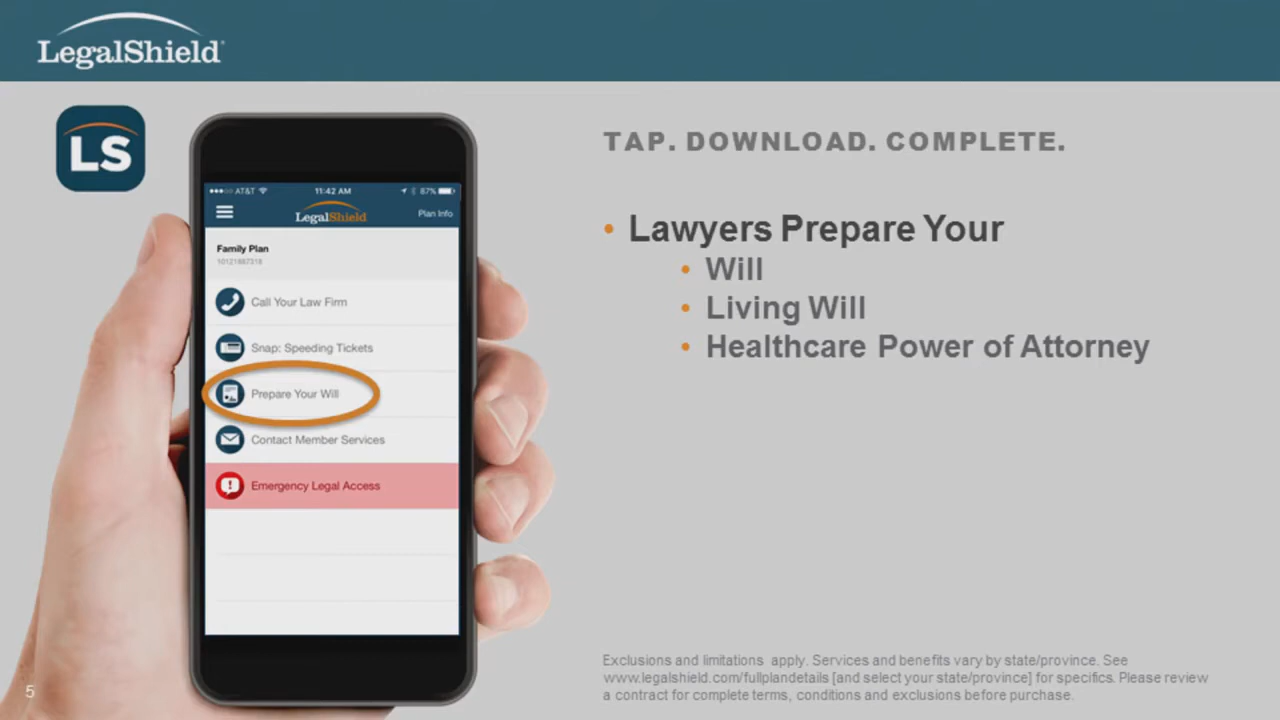 LegalShield
LS
AT&T 11:42 AM 87%
LegalShield
Plan Info
Family Plan
10121887318
Call Your Law Firm
Snap: Speeding Tickets
Prepare Your Will
Contact Member Services
Emergency Legal Access
TAP. DOWNLOAD. COMPLETE.
• Lawyers Prepare Your
• Will
• Living Will
• Healthcare Power of Attorney
Exclusions and limitations apply. Services and benefits vary by state/province. See
www.legalshield.com/fullplandetails [and select your state/province] for specifics. Please review
a contract for complete terms, conditions and exclusions before purchase.
5